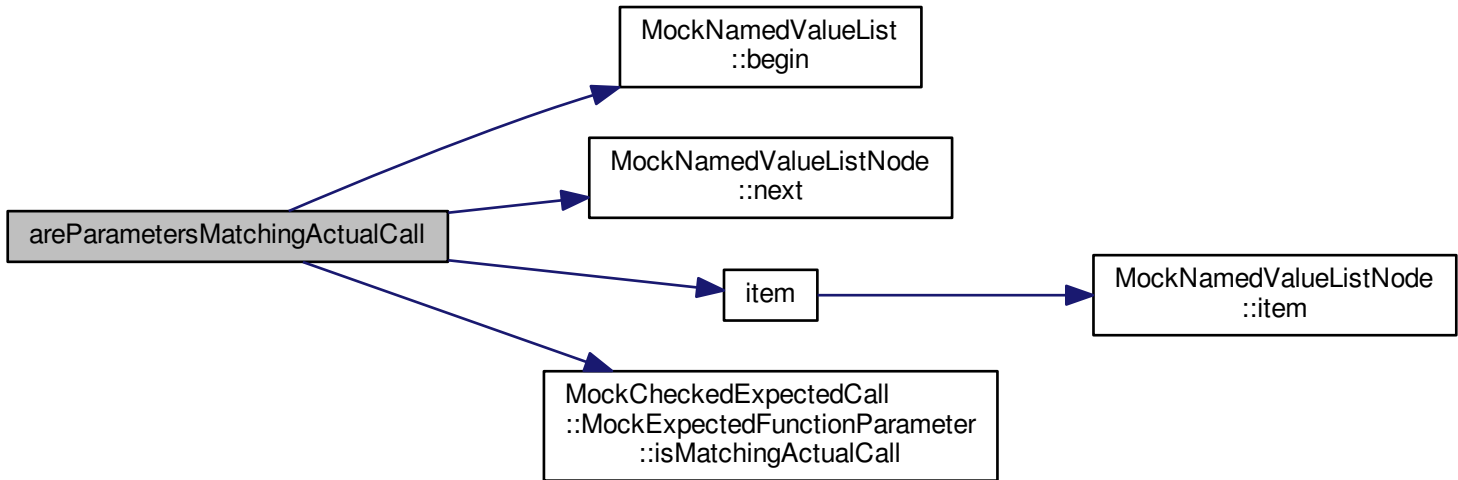 MockNamedValueList
::begin
MockNamedValueListNode
::next
areParametersMatchingActualCall
item
MockNamedValueListNode
::item
MockCheckedExpectedCall
::MockExpectedFunctionParameter
::isMatchingActualCall